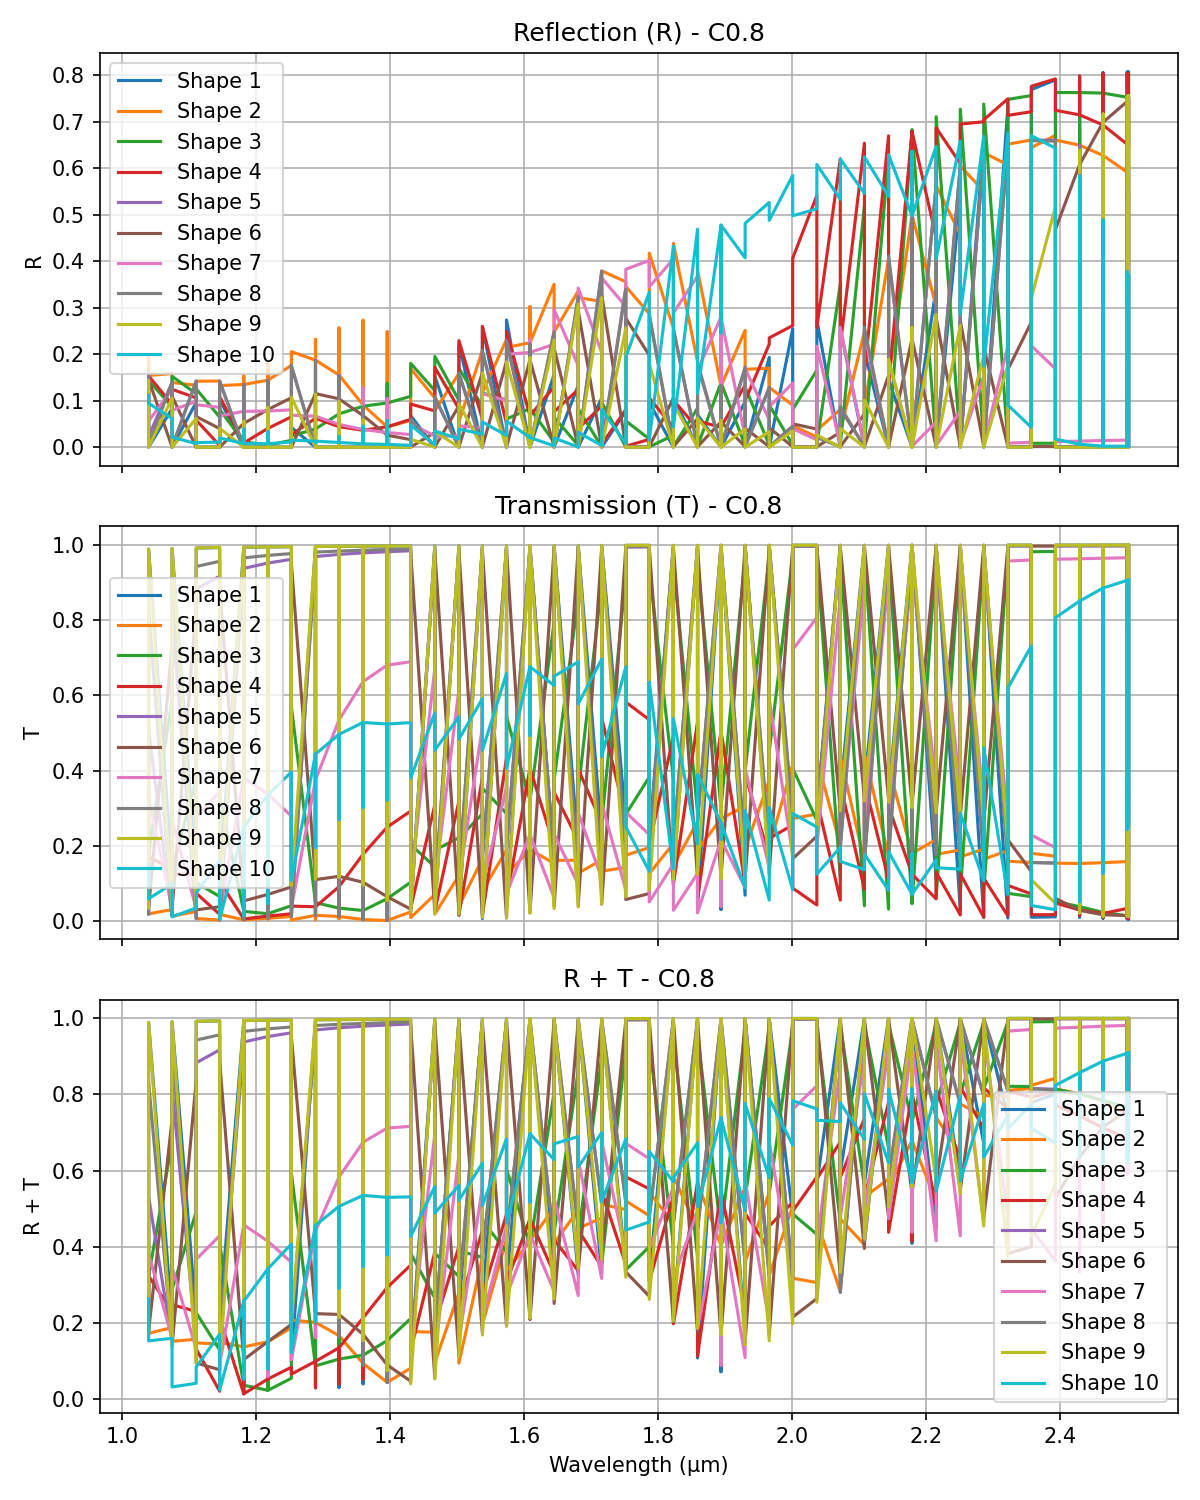 Reflection (R) - C0.8
0.8
0.7
0.6
0.5
0.4
0.3
0.2
0.1
0.0
R
Shape 1
Shape 2
Shape 3
Shape 4
Shape 5
Shape 6
Shape 7
Shape 8
Shape 9
Shape 10
Transmission (T) - C0.8
1.0
0.8
0.6
0.4
0.2
0.0
T
Shape 1
Shape 2
Shape 3
Shape 4
Shape 5
Shape 6
Shape 7
Shape 8
Shape 9
Shape 10
R + T - C0.8
1.0
0.8
0.6
0.4
0.2
0.0
R + T
Shape 1
Shape 2
Shape 3
Shape 4
Shape 5
Shape 6
Shape 7
Shape 8
Shape 9
Shape 10
1.0 1.2 1.4 1.6 1.8 2.0 2.2 2.4
Wavelength (μm)